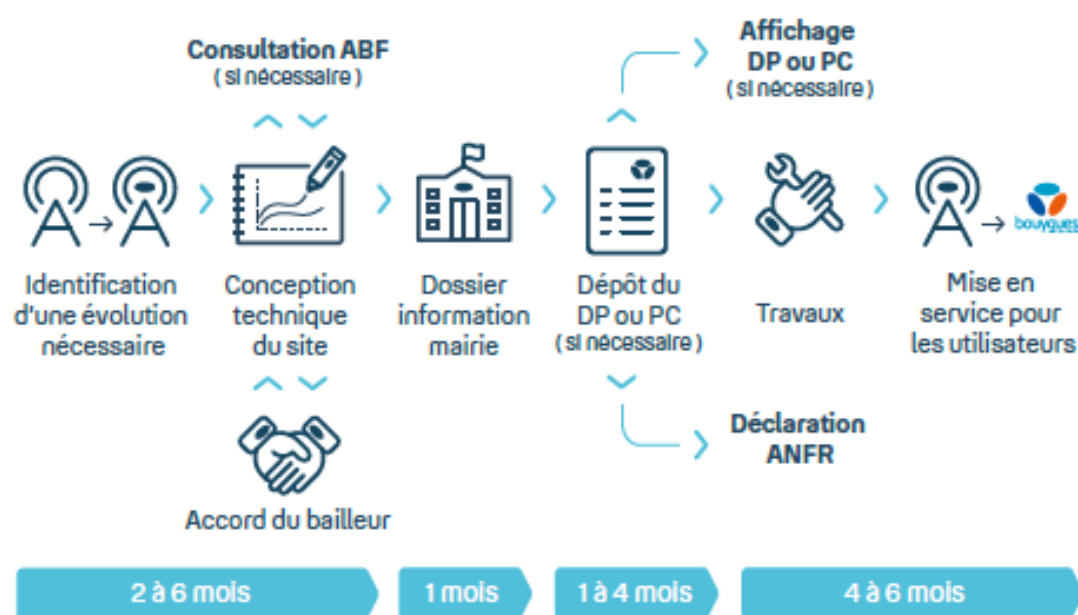 Consultation ABF
( si nécessaire )
Affichage
DP ou PC
( si nécessaire )
Identification
d'une évolution
nécessaire
Conception
technique
du site
Dossier
information
mairie
Dépôt du
DP ou PC
( si nécessaire )
Travaux
bouygues
Mise en
service pour
les utilisateurs
Accord du bailleur
Déclaration
ANFR
2 à 6 mois
1 mois
1 à 4 mois
4 à 6 mois